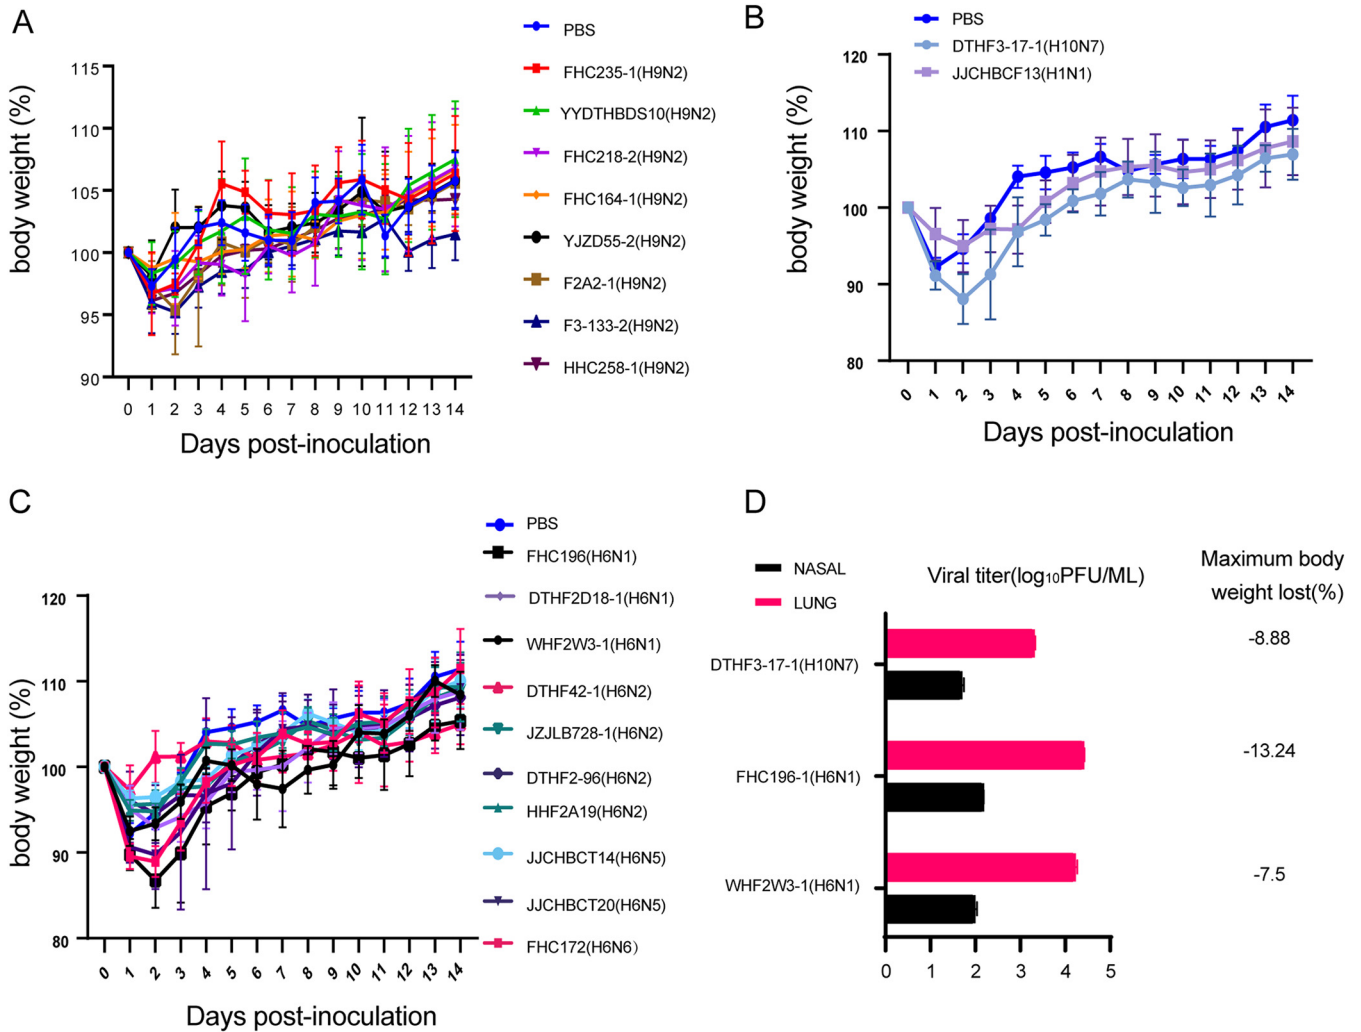 A
PBS
FHC235-1(H9N2)
YYDTHBDS10(H9N2)
FHC218-2(H9N2)
FHC164-1(H9N2)
YJZD55-2(H9N2)
F2A2-1(H9N2)
F3-133-2(H9N2)
HHC258-1(H9N2)
body weight (%)
115
110
105
100
95
90
0 1 2 3 4 5 6 7 8 9 10 11 12 13 14
Days post-inoculation
B
PBS
DTHF3-17-1(H10N7)
JJCHBCF13(H1N1)
body weight (%)
120
110
100
90
80
0 1 2 3 4 5 6 7 8 9 10 11 12 13 14
Days post-inoculation
C
PBS
FHC196(H6N1)
DTHF2D18-1(H6N1)
WHF2W3-1(H6N1)
DTHF42-1(H6N2)
JZJLB728-1(H6N2)
DTHF2-96(H6N2)
HHF2A19(H6N2)
JJCHBCT14(H6N5)
JJCHBCT20(H6N5)
FHC172(H6N6)
body weight (%)
120
110
100
90
80
0 1 2 3 4 5 6 7 8 9 10 11 12 13 14
Days post-inoculation
D
NASAL
LUNG
Viral titer(log₁₀PFU/ML)
Maximum body
weight lost(%)
DTHF3-17-1(H10N7)
-8.88
FHC196-1(H6N1)
-13.24
WHF2W3-1(H6N1)
-7.5
0 1 2 3 4 5